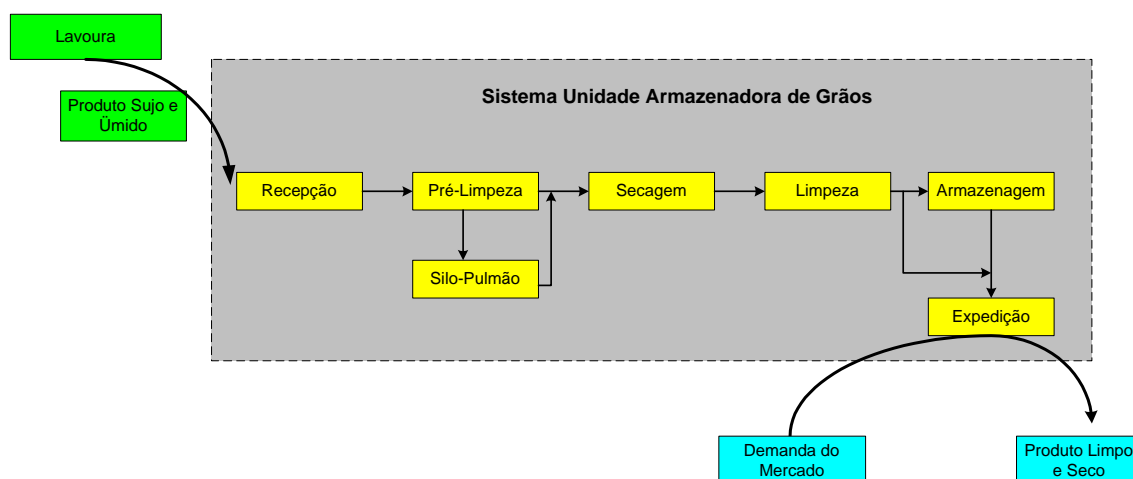 Lavoura
Produto Sujo e
Ümido
Sistema Unidade Armazenadora de Grãos
Recepção
Pré-Limpeza
Secagem
Limpeza
Armazenagem
Silo-Pulmão
Expedição
Demanda do
Mercado
Produto Limpo
e Seco